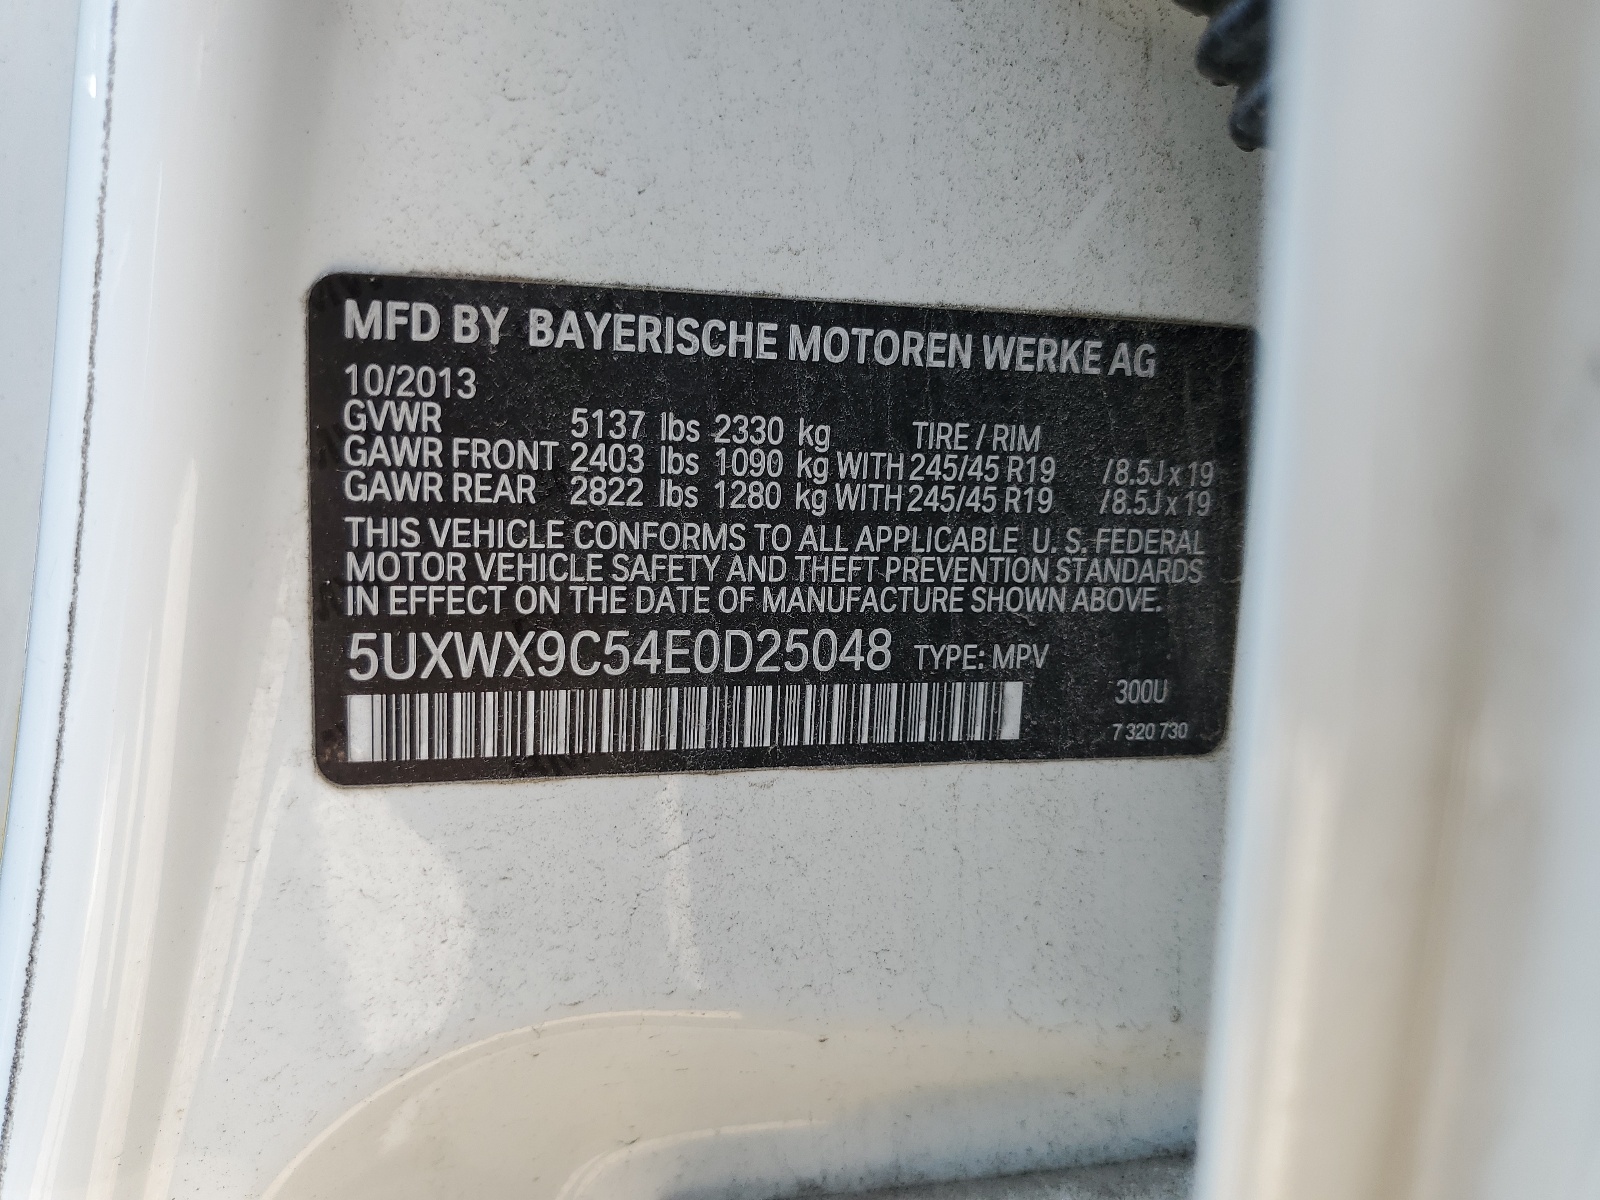 MFD BY BAYERISCHE MOTOREN WERKE AG
10/2013
GVWR 5137 lbs 2330 kg TIRE / RIM
GAWR FRONT 2403 lbs 1090 kg WITH 245/45 R19 /8.5J x 19
GAWR REAR 2822 lbs 1280 kg WITH 245/45 R19 /8.5J x 19
THIS VEHICLE CONFORMS TO ALL APPLICABLE U. S. FEDERAL
MOTOR VEHICLE SAFETY AND THEFT PREVENTION STANDARDS
IN EFFECT ON THE DATE OF MANUFACTURE SHOWN ABOVE.
5UXWX9C54E0D25048 TYPE: MPV
300U
7 320 730